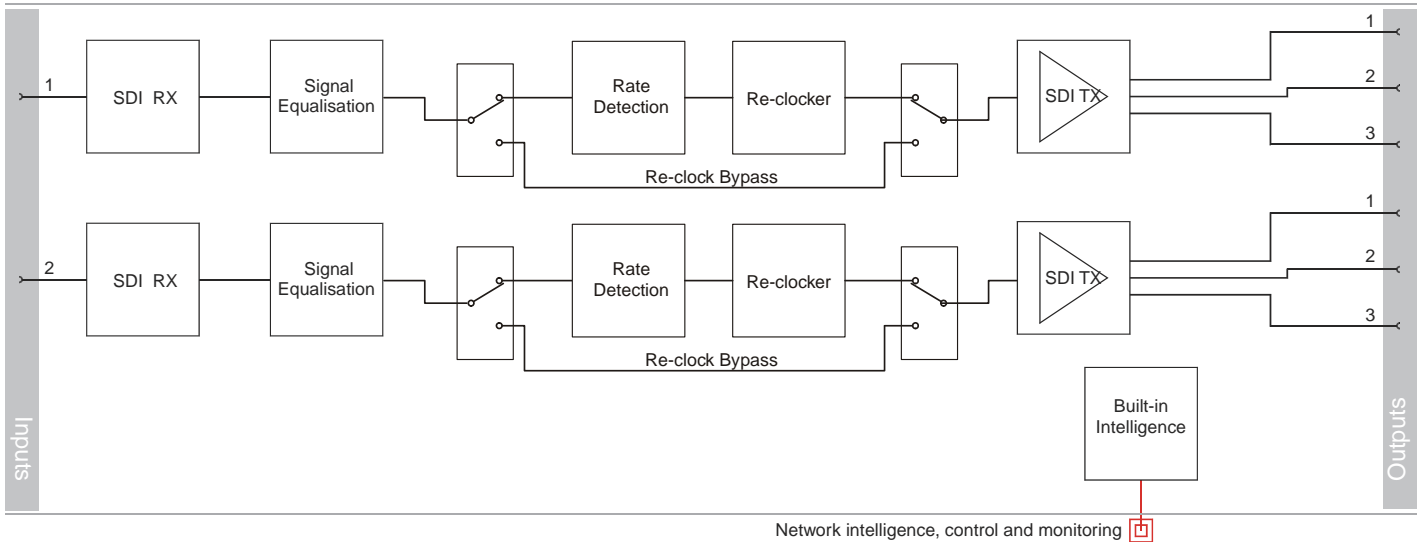 1
SDI RX
Signal
Equalisation
Rate
Detection
Re-clocker
SDI TX
1
2
3
Re-clock Bypass
2
SDI RX
Signal
Equalisation
Rate
Detection
Re-clocker
SDI TX
1
2
3
Re-clock Bypass
Inputs
Built-in
Intelligence
Outputs
Network intelligence, control and monitoring